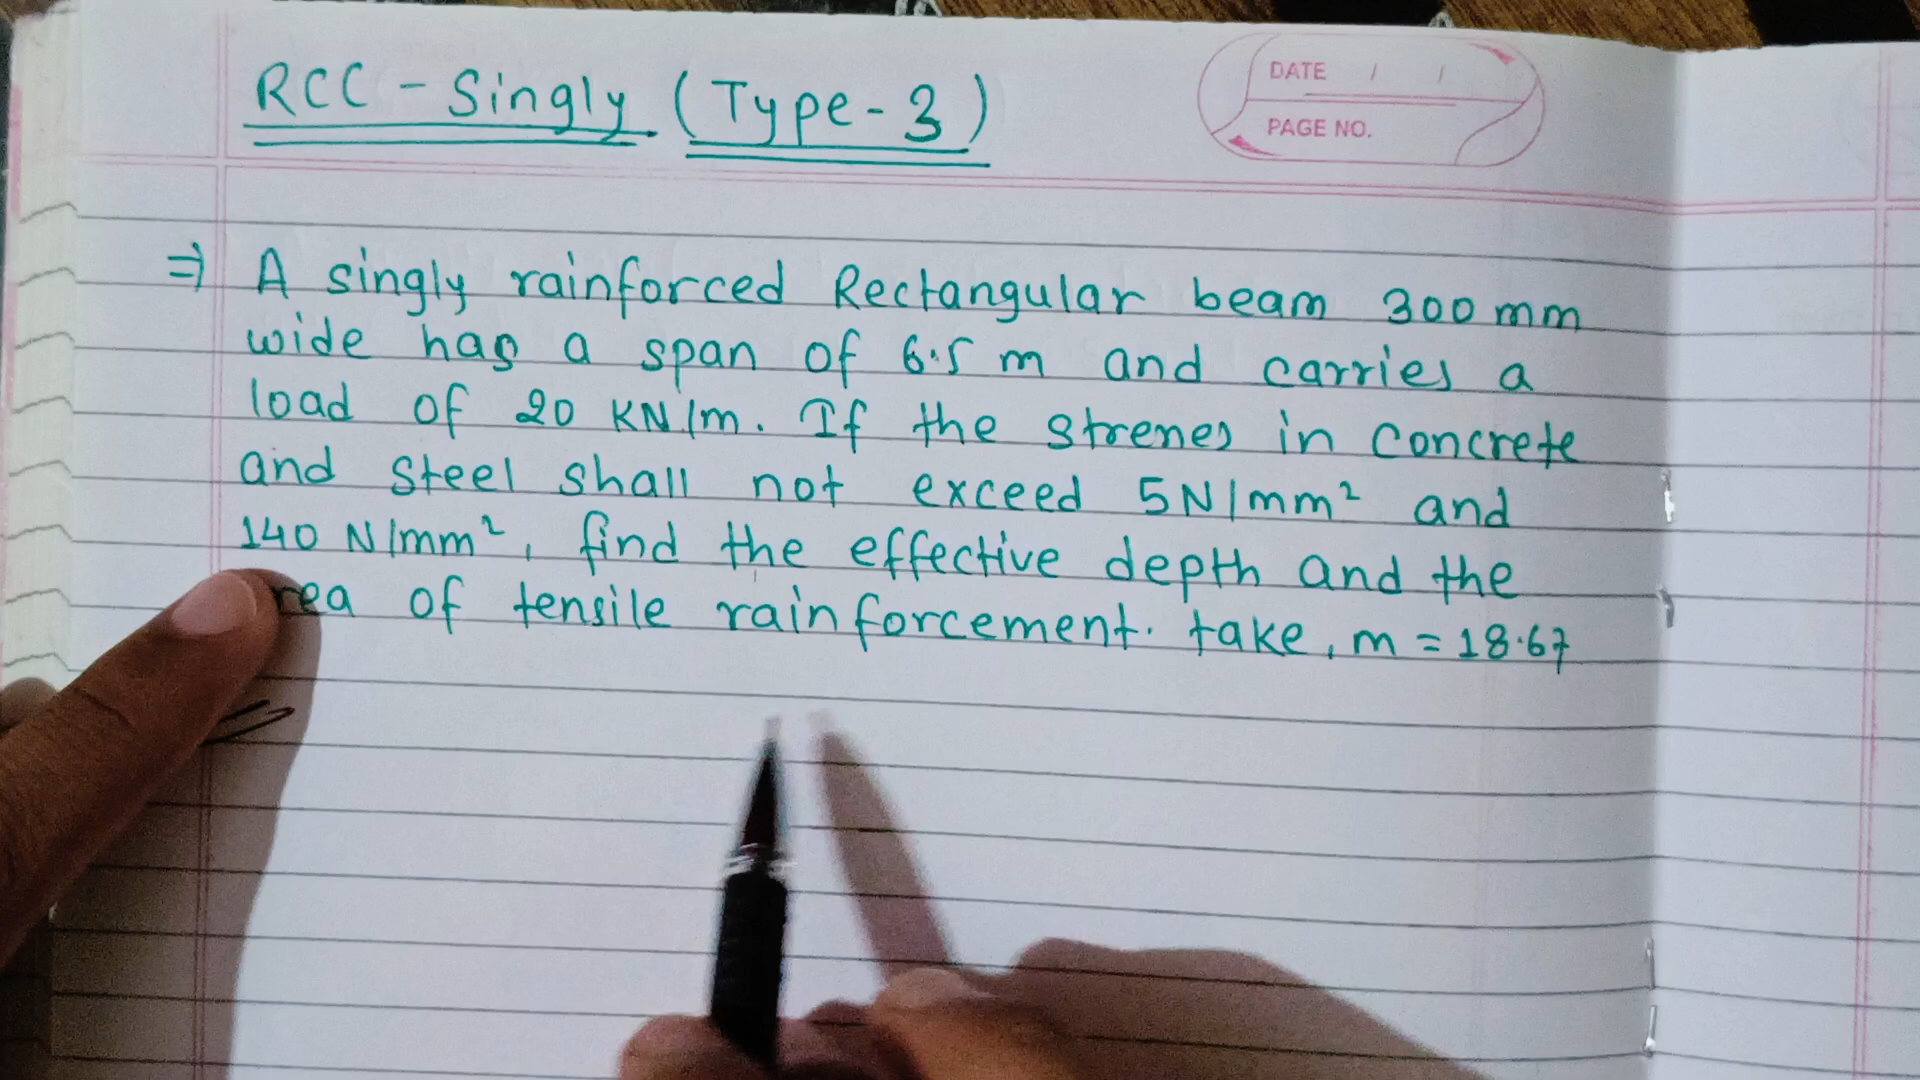 RCC - Singly (Type-3)
DATE / /
PAGE NO.
⇒ A singly rainforced Rectangular beam 300 mm
wide has a span of 6.5 m and carries a
load of 20 KN/m. If the stresses in concrete
and steel shall not exceed 5N/mm² and
140 N/mm², find the effective depth and the
rea of tensile rainforcement. take, m = 18.67